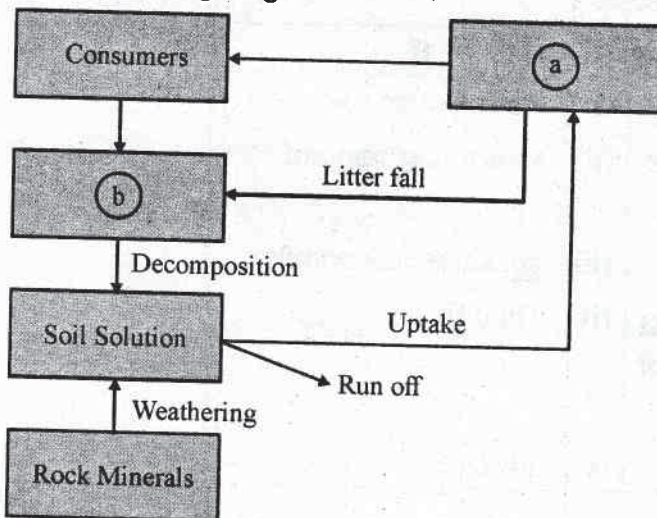 Consumers
a
Litter fall
b
Decomposition
Soil Solution
Uptake
Run off
Weathering
Rock Minerals